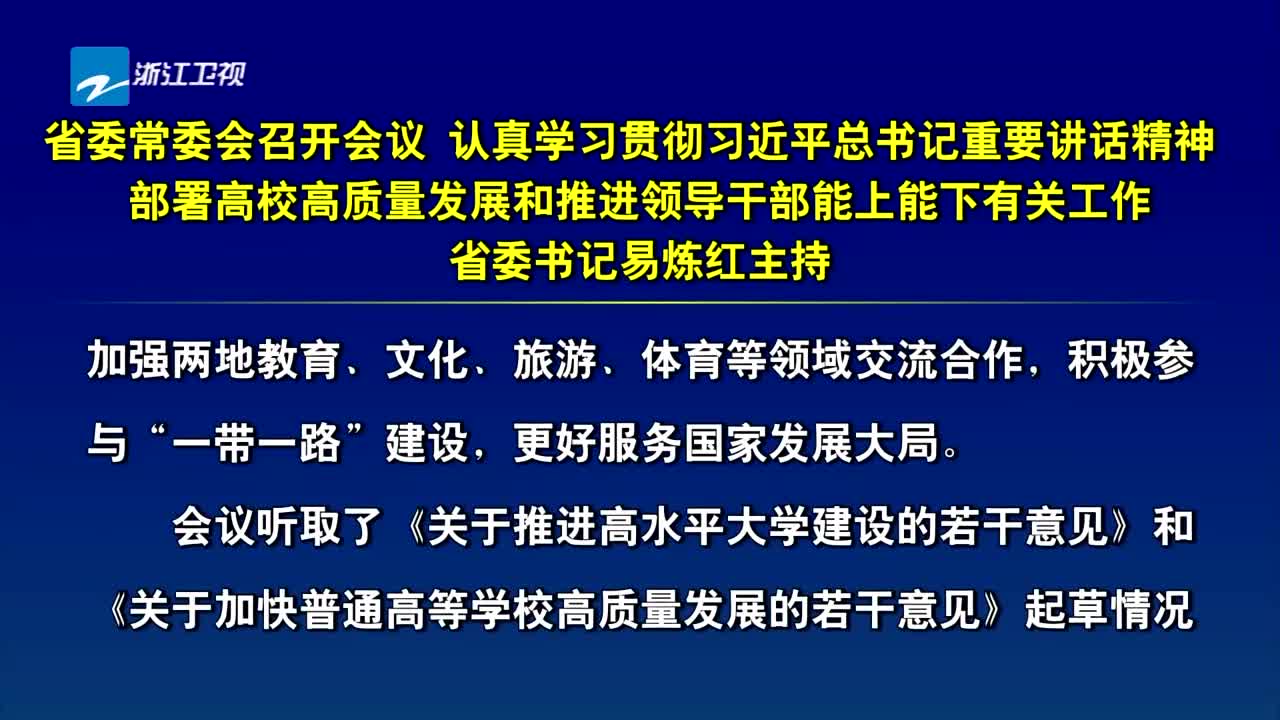 浙江卫视
省委常委会召开会议 认真学习贯彻习近平总书记重要讲话精神
部署高校高质量发展和推进领导干部能上能下有关工作
省委书记易炼红主持
加强两地教育、文化、旅游、体育等领域交流合作，积极参
与“一带一路”建设，更好服务国家发展大局。
会议听取了《关于推进高水平大学建设的若干意见》和
《关于加快普通高等学校高质量发展的若干意见》起草情况